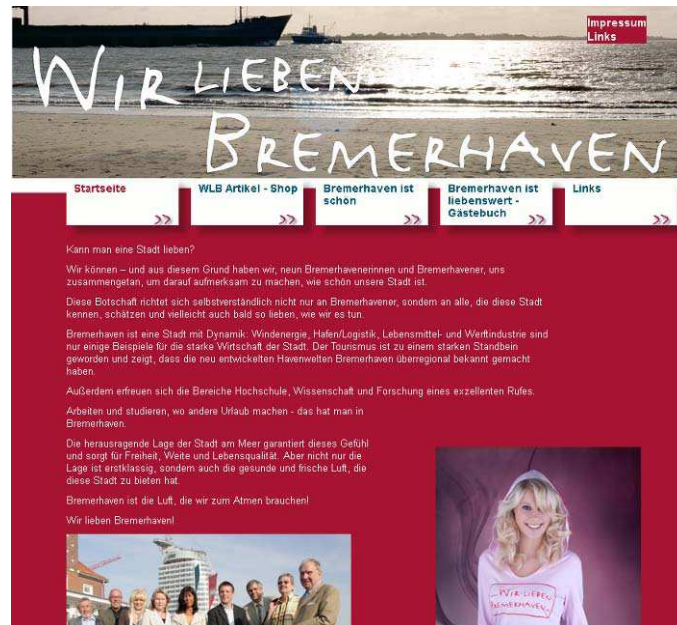 Impressum
Links
WIR LIEBEN
BREMERHAVEN
Startseite
WLB Artikel - Shop
Bremerhaven ist
schön
Bremerhaven ist
liebenswert -
Gästebuch
Links
Kann man eine Stadt lieben?
Wir können – und aus diesem Grund haben wir, neun Bremerhavenerinnen und Bremerhavener, uns
zusammengetan, um darauf aufmerksam zu machen, wie schön unsere Stadt ist.
Diese Botschaft richtet sich selbstverständlich nicht nur an Bremerhavener, sondern an alle, die diese Stadt
kennen, schätzen und vielleicht auch bald so lieben, wie wir es tun.
Bremerhaven ist eine Stadt mit Dynamik: Windenergie, Hafen/Logistik, Lebensmittel- und Werftindustrie sind
nur einige Beispiele für die starke Wirtschaft der Stadt. Der Tourismus ist zu einem starken Standbein
geworden und zeigt, dass die neu entwickelten Havenwelten Bremerhaven überregional bekannt gemacht
haben.
Außerdem erfreuen sich die Bereiche Hochschule, Wissenschaft und Forschung eines exzellenten Rufes.
Arbeiten und studieren, wo andere Urlaub machen - das hat man in
Bremerhaven.
Die herausragende Lage der Stadt am Meer garantiert dieses Gefühl
und sorgt für Freiheit, Weite und Lebensqualität. Aber nicht nur die
Lage ist erstklassig, sondern auch die gesunde und frische Luft, die
diese Stadt zu bieten hat.
Bremerhaven ist die Luft, die wir zum Atmen brauchen!
Wir lieben Bremerhaven!
WIR LIEBEN
BREMERHAVEN